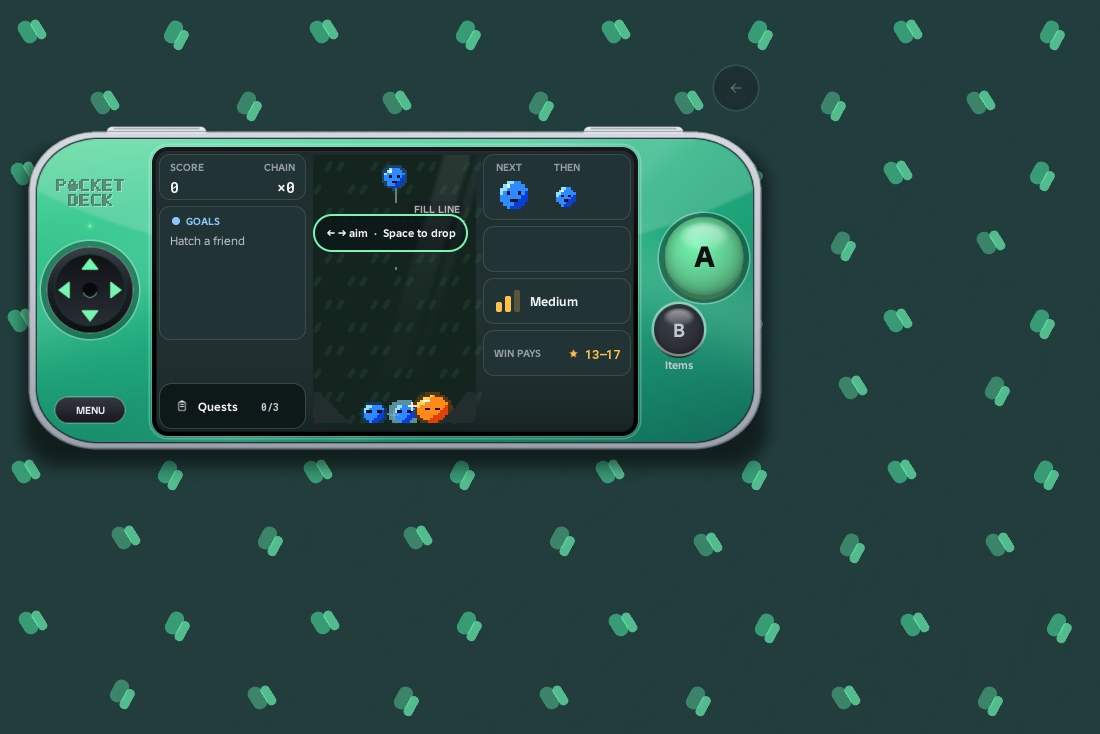 POCKET
DECK
SCORE
CHAIN
0
×0
GOALS
Hatch a friend
Quests
0/3
MENU
FILL LINE
←→ aim · Space to drop
NEXT
THEN
Medium
WIN PAYS
★ 13–17
A
B
Items